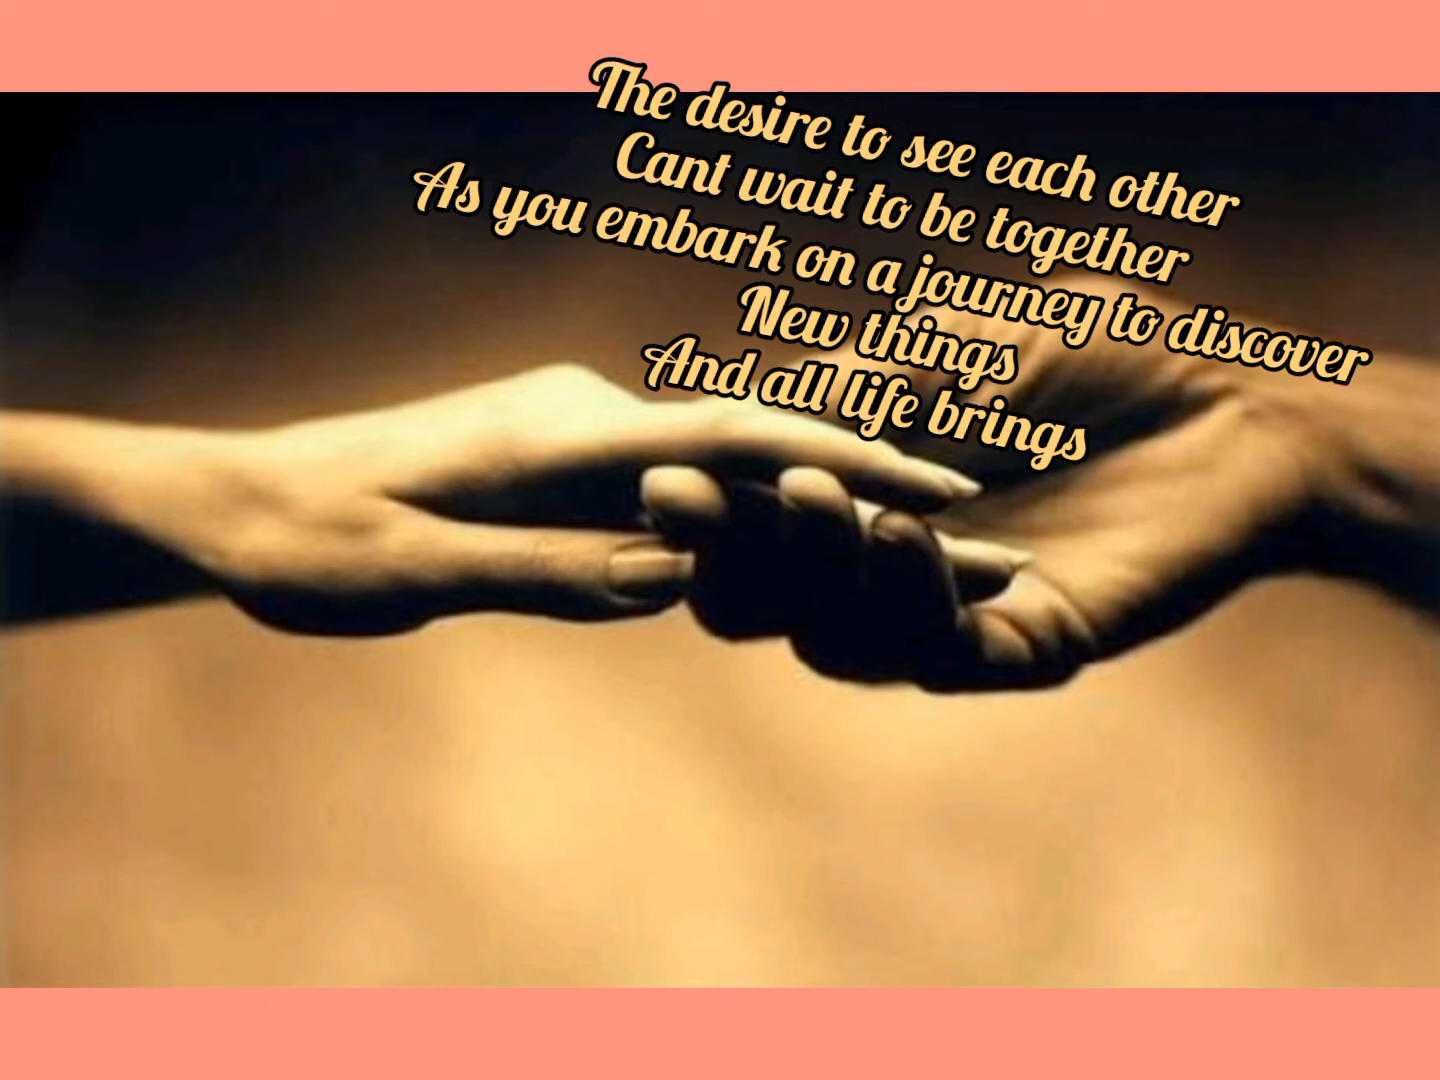 The desire to see each other
Cant wait to be together
As you embark on a journey to discover
New things
And all life brings